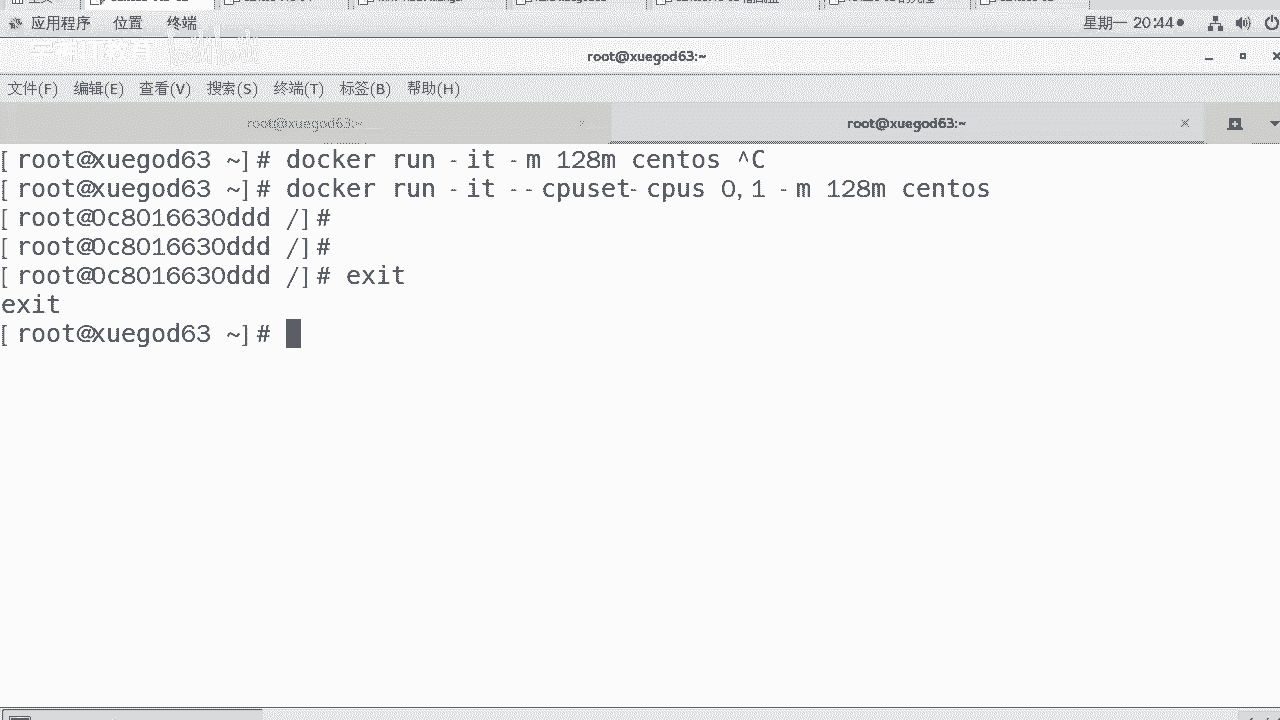 应用程序 位置 终端 星期一 20:44
root@xuegod63:~
文件(F) 编辑(E) 查看(V) 搜索(S) 终端(T) 标签(B) 帮助(H)
root@xuegod63:~ root@xuegod63:~
[root@xuegod63 ~]# docker run -it -m 128m centos ^C
[root@xuegod63 ~]# docker run -it --cpuset-cpus 0,1 -m 128m centos
[root@0c8016630ddd /]#
[root@0c8016630ddd /]#
[root@0c8016630ddd /]# exit
exit
[root@xuegod63 ~]#